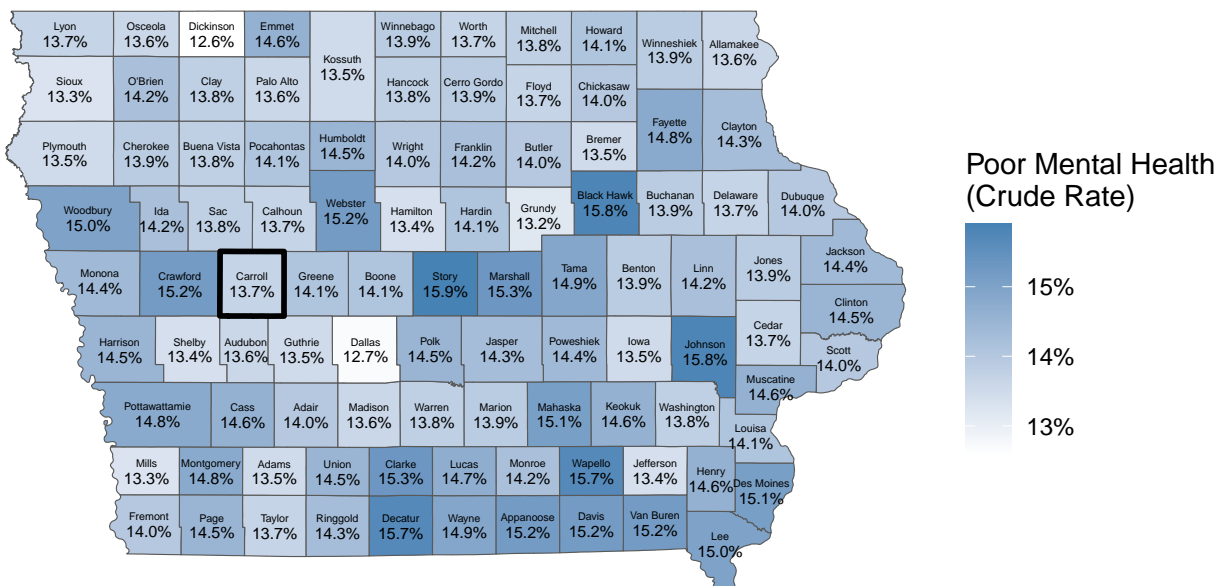 Lyon
13.7%
Osceola
13.6%
Dickinson
12.6%
Emmet
14.6%
Kossuth
13.5%
Winnebago
13.9%
Worth
13.7%
Mitchell
13.8%
Howard
14.1%
Winneshiek
13.9%
Allamakee
13.6%
Sioux
13.3%
O'Brien
14.2%
Clay
13.8%
Palo Alto
13.6%
Hancock
13.8%
Cerro Gordo
13.9%
Floyd
13.7%
Chickasaw
14.0%
Fayette
14.8%
Clayton
14.3%
Plymouth
13.5%
Cherokee
13.9%
Buena Vista
13.8%
Pocahontas
14.1%
Humboldt
14.5%
Wright
14.0%
Franklin
14.2%
Butler
14.0%
Bremer
13.5%
Woodbury
15.0%
Ida
14.2%
Sac
13.8%
Calhoun
13.7%
Webster
15.2%
Hamilton
13.4%
Hardin
14.1%
Grundy
13.2%
Black Hawk
15.8%
Buchanan
13.9%
Delaware
13.7%
Dubuque
14.0%
Monona
14.4%
Crawford
15.2%
Carroll
13.7%
Greene
14.1%
Boone
14.1%
Story
15.9%
Marshall
15.3%
Tama
14.9%
Benton
13.9%
Linn
14.2%
Jones
13.9%
Jackson
14.4%
Clinton
14.5%
Harrison
14.5%
Shelby
13.4%
Audubon
13.6%
Guthrie
13.5%
Dallas
12.7%
Polk
14.5%
Jasper
14.3%
Poweshiek
14.4%
Iowa
13.5%
Johnson
15.8%
Cedar
13.7%
Scott
14.0%
Muscatine
14.6%
Pottawattamie
14.8%
Cass
14.6%
Adair
14.0%
Madison
13.6%
Warren
13.8%
Marion
13.9%
Mahaska
15.1%
Keokuk
14.6%
Washington
13.8%
Louisa
14.1%
Mills
13.3%
Montgomery
14.8%
Adams
13.5%
Union
14.5%
Clarke
15.3%
Lucas
14.7%
Monroe
14.2%
Wapello
15.7%
Jefferson
13.4%
Henry
14.6%
Des Moines
15.1%
Fremont
14.0%
Page
14.5%
Taylor
13.7%
Ringgold
14.3%
Decatur
15.7%
Wayne
14.9%
Appanoose
15.2%
Davis
15.2%
Van Buren
15.2%
Lee
15.0%
Poor Mental Health
(Crude Rate)
15%
14%
13%